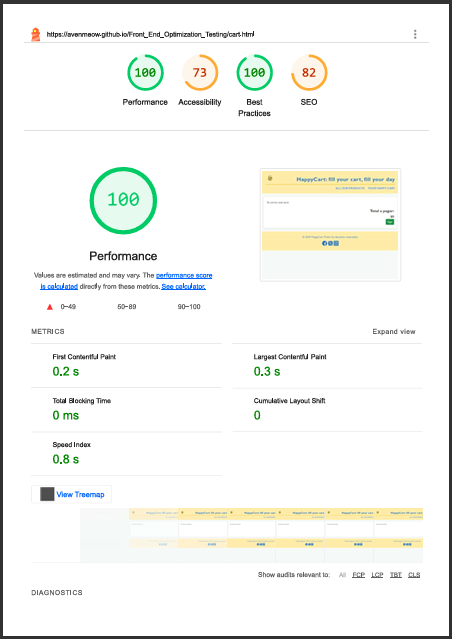 https://avenmeow.github.io/Front_End_Optimization_Testing/cart.html
100 73 100 82
Performance Accessibility Best Practices SEO
100
HappyCart: fill your cart, fill your day
Performance
Values are estimated and may vary. The performance score
is calculated directly from these metrics. See calculator.
0–49 50–89 90–100
METRICS Expand view
First Contentful Paint
0.2 s
Largest Contentful Paint
0.3 s
Total Blocking Time
0 ms
Cumulative Layout Shift
0
Speed Index
0.8 s
View Treemap
Show audits relevant to: All FCP LCP TBT CLS
DIAGNOSTICS